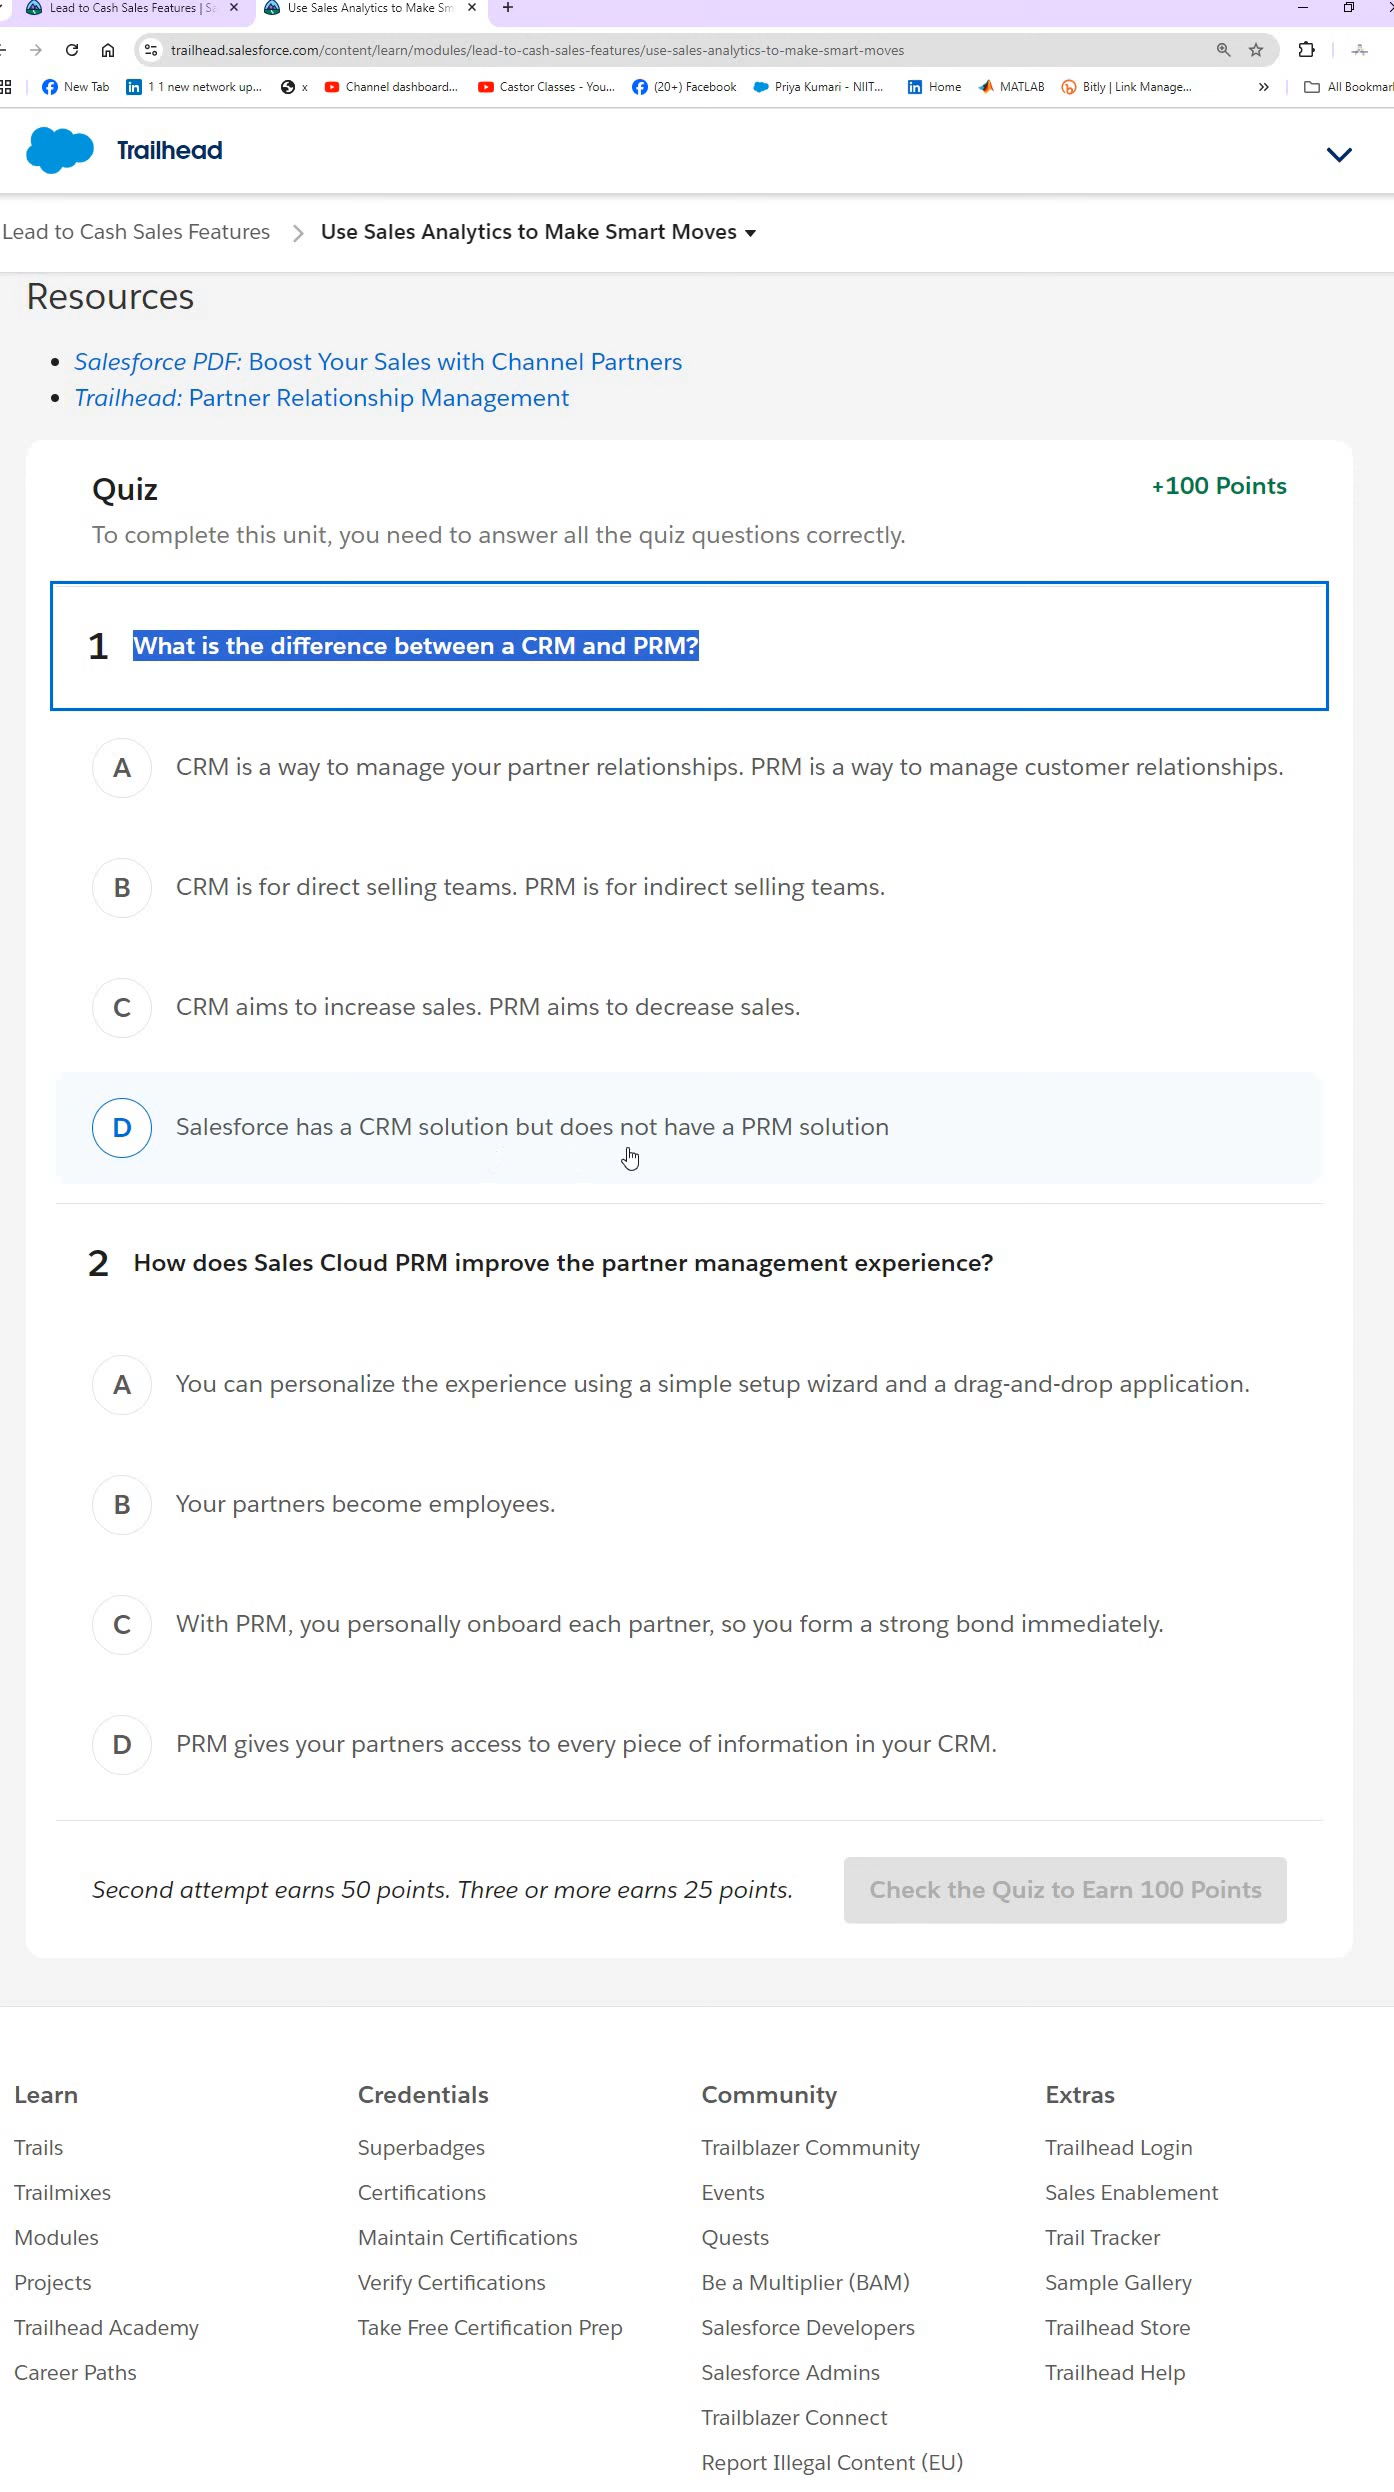 Lead to Cash Sales Features | Sa
Use Sales Analytics to Make Sm
trailhead.salesforce.com/content/learn/modules/lead-to-cash-sales-features/use-sales-analytics-to-make-smart-moves
New Tab
1 1 new network up...
x
Channel dashboard...
Castor Classes - You...
(20+) Facebook
Priya Kumari - NIIT...
Home
MATLAB
Bitly | Link Manage...
»
All Bookmar
Trailhead
Lead to Cash Sales Features
Use Sales Analytics to Make Smart Moves
Resources
Salesforce PDF: Boost Your Sales with Channel Partners
Trailhead: Partner Relationship Management
Quiz
+100 Points
To complete this unit, you need to answer all the quiz questions correctly.
1 What is the difference between a CRM and PRM?
A CRM is a way to manage your partner relationships. PRM is a way to manage customer relationships.
B CRM is for direct selling teams. PRM is for indirect selling teams.
C CRM aims to increase sales. PRM aims to decrease sales.
D Salesforce has a CRM solution but does not have a PRM solution
2 How does Sales Cloud PRM improve the partner management experience?
A You can personalize the experience using a simple setup wizard and a drag-and-drop application.
B Your partners become employees.
C With PRM, you personally onboard each partner, so you form a strong bond immediately.
D PRM gives your partners access to every piece of information in your CRM.
Second attempt earns 50 points. Three or more earns 25 points.
Check the Quiz to Earn 100 Points
Learn
Trails
Trailmixes
Modules
Projects
Trailhead Academy
Career Paths
Credentials
Superbadges
Certifications
Maintain Certifications
Verify Certifications
Take Free Certification Prep
Community
Trailblazer Community
Events
Quests
Be a Multiplier (BAM)
Salesforce Developers
Salesforce Admins
Trailblazer Connect
Report Illegal Content (EU)
Extras
Trailhead Login
Sales Enablement
Trail Tracker
Sample Gallery
Trailhead Store
Trailhead Help